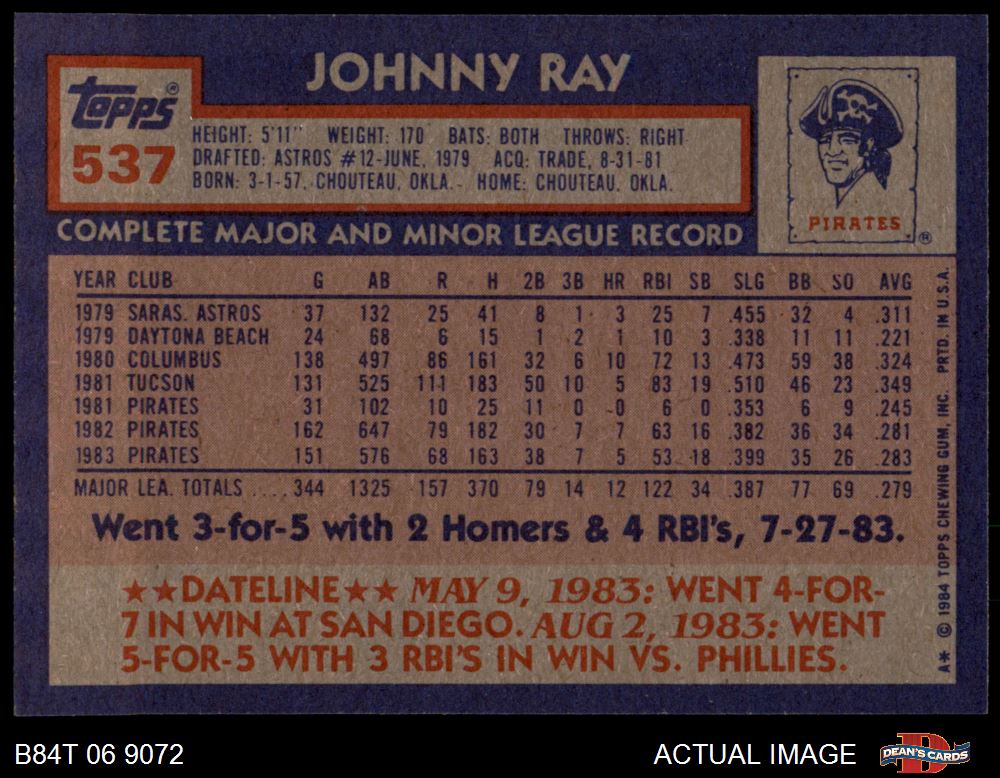 JOHNNY RAY
Topps®
537
HEIGHT: 5'11" WEIGHT: 170 BATS: BOTH THROWS: RIGHT
DRAFTED: ASTROS #12-JUNE, 1979 ACQ: TRADE, 8-31-81
BORN: 3-1-57, CHOUTEAU, OKLA. - HOME: CHOUTEAU, OKLA.
PIRATES ®
COMPLETE MAJOR AND MINOR LEAGUE RECORD
YEAR CLUB G AB R H 2B 3B HR RBI SB SLG BB SO AVG
1979 SARAS. ASTROS 37 132 25 41 8 1 3 25 7 .455 32 4 .311
1979 DAYTONA BEACH 24 68 6 15 1 2 1 10 3 .338 11 11 .221
1980 COLUMBUS 138 497 86 161 32 6 10 72 13 .473 59 38 .324
1981 TUCSON 131 525 111 183 50 10 5 83 19 .510 46 23 .349
1981 PIRATES 31 102 10 25 11 0 0 6 0 .353 6 9 .245
1982 PIRATES 162 647 79 182 30 7 7 63 16 .382 36 34 .281
1983 PIRATES 151 576 68 163 38 7 5 53 18 .399 35 26 .283
MAJOR LEA. TOTALS .... 344 1325 157 370 79 14 12 122 34 .387 77 69 .279
Went 3-for-5 with 2 Homers & 4 RBI's, 7-27-83.
★★DATELINE★★ MAY 9, 1983: WENT 4-FOR-
7 IN WIN AT SAN DIEGO. AUG 2, 1983: WENT
5-FOR-5 WITH 3 RBI'S IN WIN VS. PHILLIES.
A* © 1984 TOPPS CHEWING GUM, INC. PRTD. IN U.S.A.
B84T 06 9072
ACTUAL IMAGE
D
DEAN'S CARDS